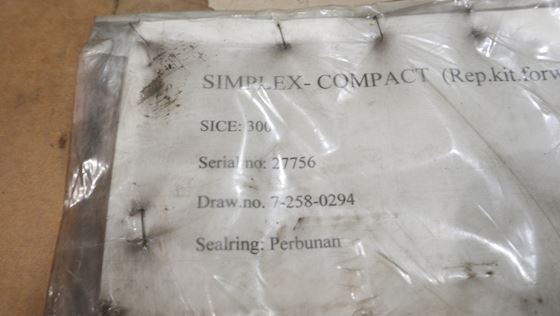 SIMPLEX- COMPACT (Rep.kit.forw
SICE: 300
Serial no: 27756
Draw.no. 7-258-0294
Sealring: Perbunan